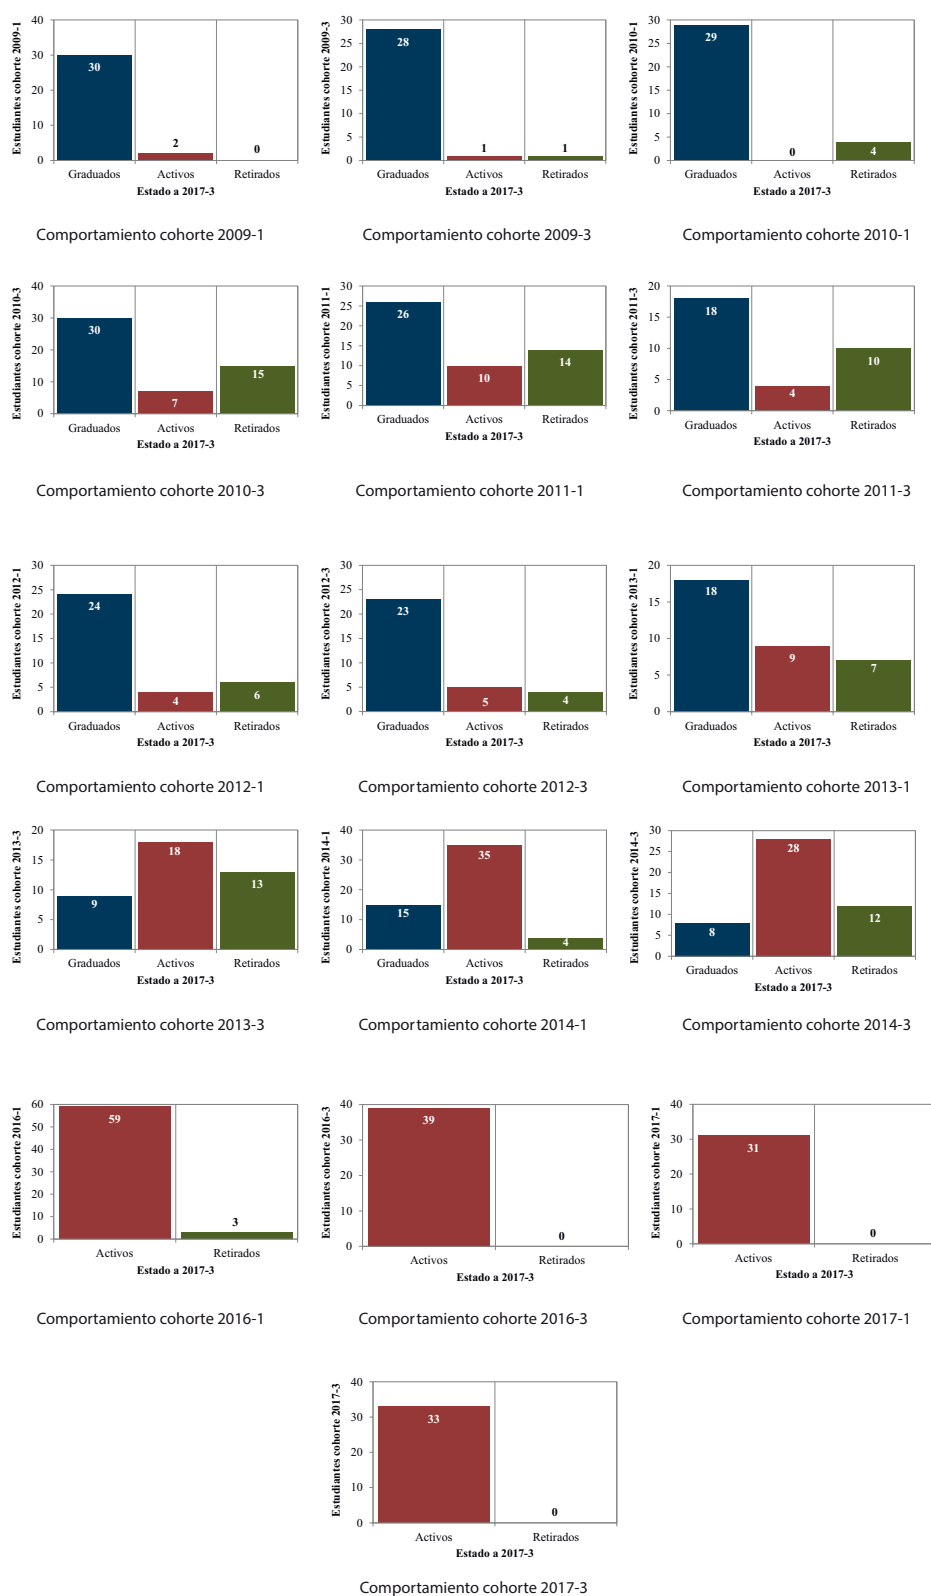 Estudiantes cohorte 2009-1
40
30
20
10
0
30
2
0
Graduados Activos Retirados
Estado a 2017-3
Comportamiento cohorte 2009-1
Estudiantes cohorte 2009-3
30
25
20
15
10
5
0
28
1
1
Graduados Activos Retirados
Estado a 2017-3
Comportamiento cohorte 2009-3
Estudiantes cohorte 2010-1
30
25
20
15
10
5
0
29
0
4
Graduados Activos Retirados
Estado a 2017-3
Comportamiento cohorte 2010-1
Estudiantes cohorte 2010-3
40
30
20
10
0
30
7
15
Graduados Activos Retirados
Estado a 2017-3
Comportamiento cohorte 2010-3
Estudiantes cohorte 2011-1
30
25
20
15
10
5
0
26
10
14
Graduados Activos Retirados
Estado a 2017-3
Comportamiento cohorte 2011-1
Estudiantes cohorte 2011-3
20
15
10
5
0
18
4
10
Graduados Activos Retirados
Estado a 2017-3
Comportamiento cohorte 2011-3
Estudiantes cohorte 2012-1
30
25
20
15
10
5
0
24
4
6
Graduados Activos Retirados
Estado a 2017-3
Comportamiento cohorte 2012-1
Estudiantes cohorte 2012-3
30
25
20
15
10
5
0
23
5
4
Graduados Activos Retirados
Estado a 2017-3
Comportamiento cohorte 2012-3
Estudiantes cohorte 2013-1
20
15
10
5
0
18
9
7
Graduados Activos Retirados
Estado a 2017-3
Comportamiento cohorte 2013-1
Estudiantes cohorte 2013-3
20
15
10
5
0
9
18
13
Graduados Activos Retirados
Estado a 2017-3
Comportamiento cohorte 2013-3
Estudiantes cohorte 2014-1
40
30
20
10
0
15
35
4
Graduados Activos Retirados
Estado a 2017-3
Comportamiento cohorte 2014-1
Estudiantes cohorte 2014-3
30
25
20
15
10
5
0
8
28
12
Graduados Activos Retirados
Estado a 2017-3
Comportamiento cohorte 2014-3
Estudiantes cohorte 2016-1
60
50
40
30
20
10
0
59
3
Activos Retirados
Estado a 2017-3
Comportamiento cohorte 2016-1
Estudiantes cohorte 2016-3
40
30
20
10
0
39
0
Activos Retirados
Estado a 2017-3
Comportamiento cohorte 2016-3
Estudiantes cohorte 2017-1
40
30
20
10
0
31
0
Activos Retirados
Estado a 2017-3
Comportamiento cohorte 2017-1
Estudiantes cohorte 2017-3
40
30
20
10
0
33
0
Activos Retirados
Estado a 2017-3
Comportamiento cohorte 2017-3